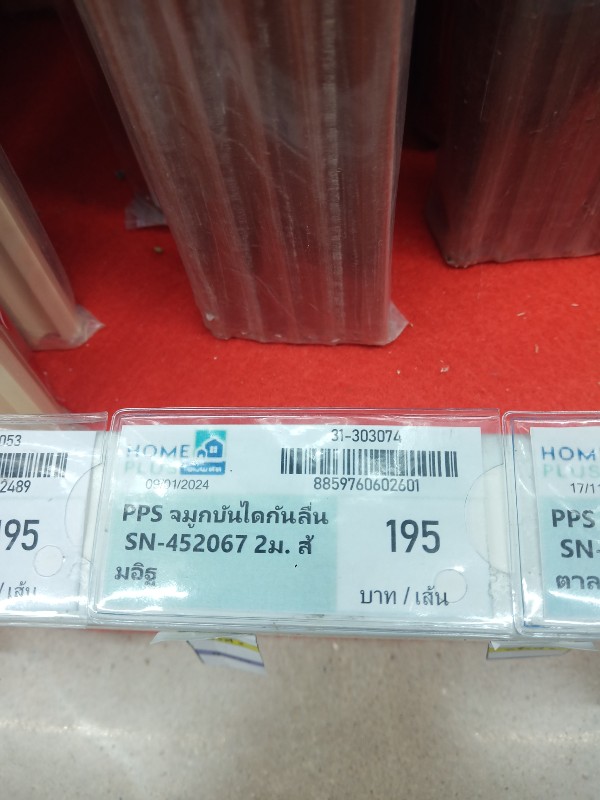 053
2489
195
/เส้น
HOME
PLUS
09/01/2024
31-303074
8859760602601
PPS จมูกบันไดกันลื่น
SN-452067 2ม. สั
มอิฐ
195
บาท / เส้น
HOM
PLUS
17/11
PPS
SN-
ตาล